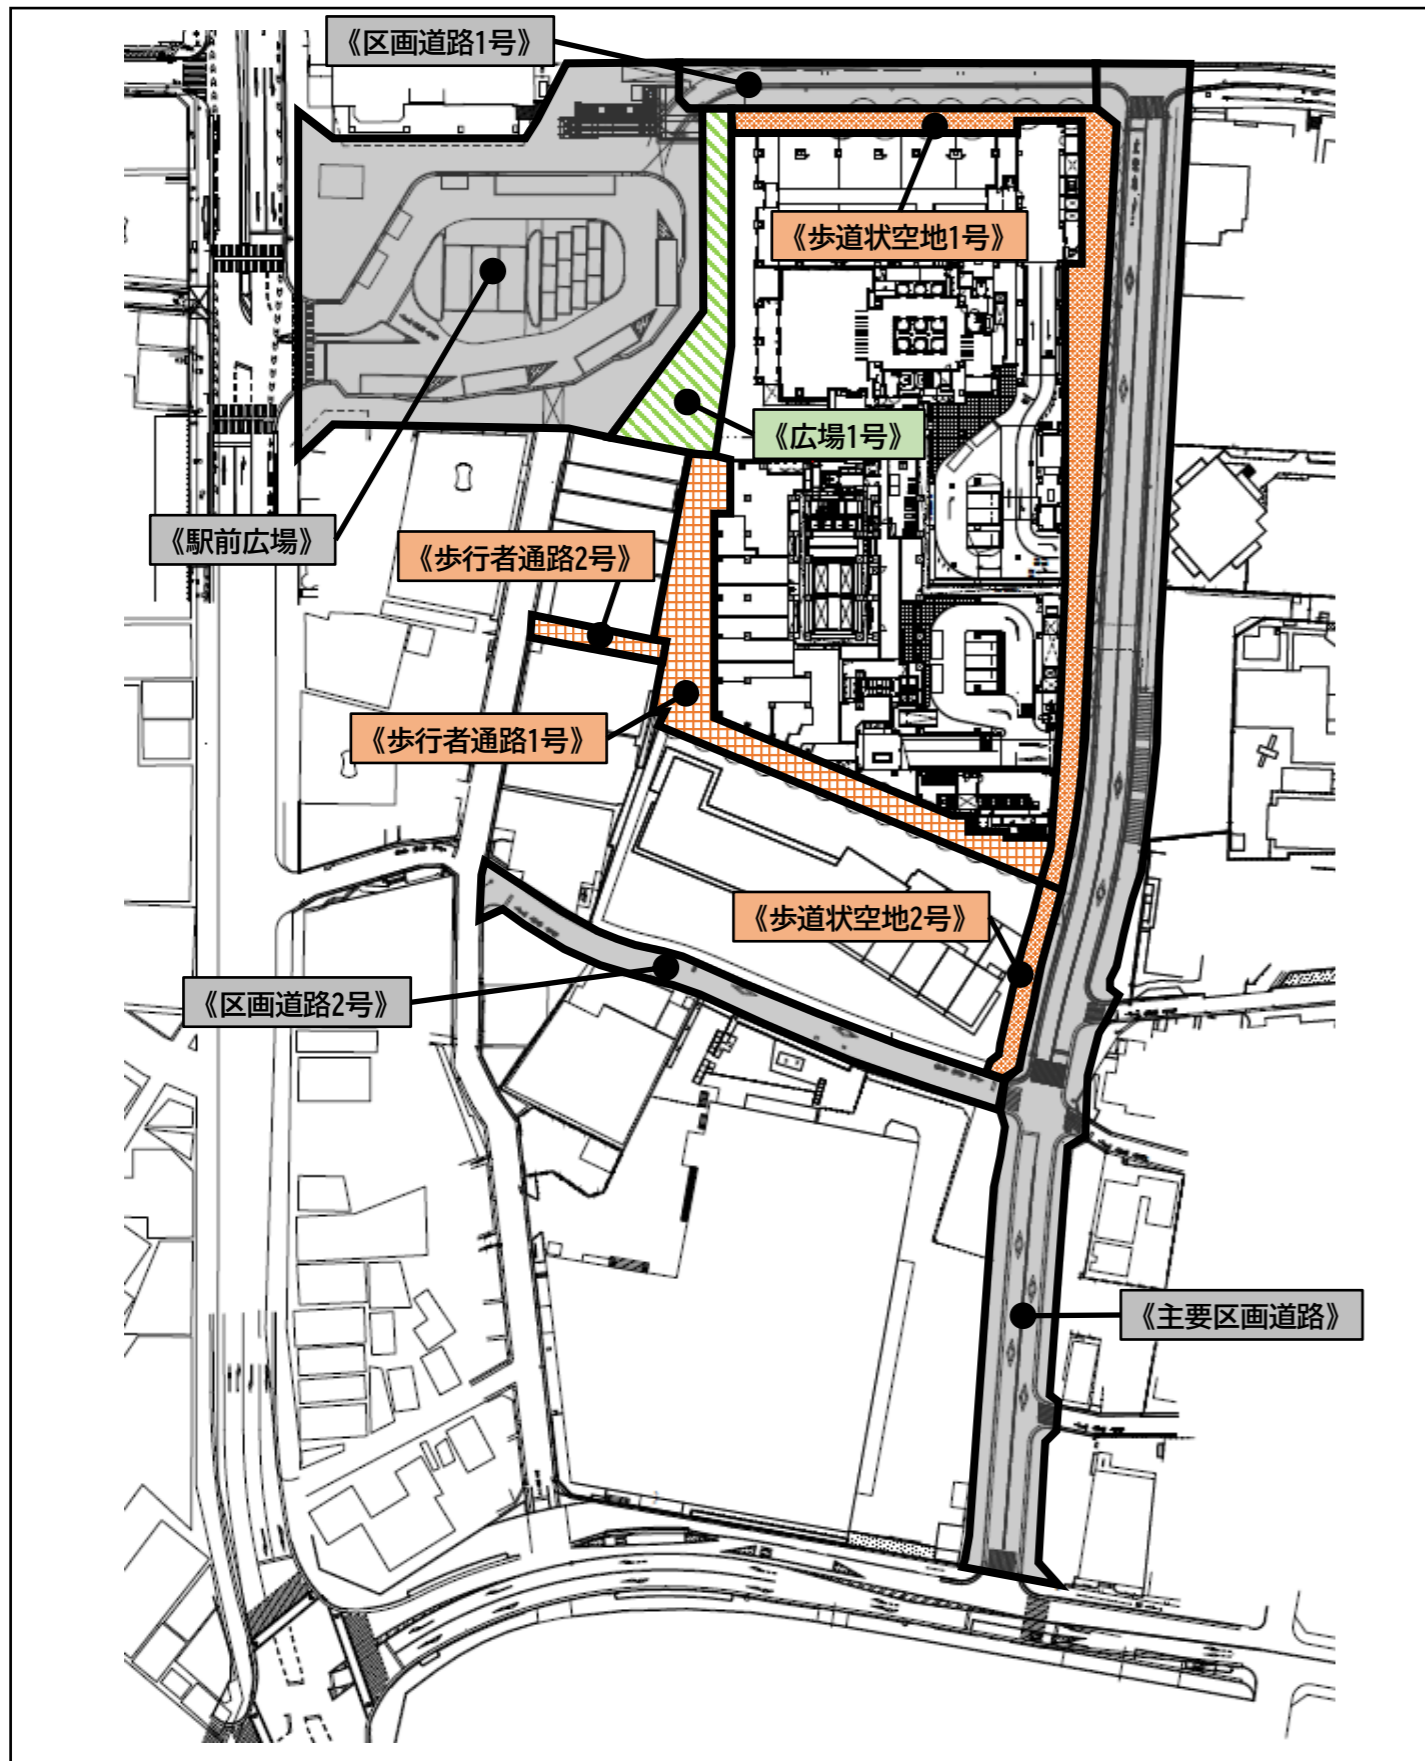 《区画道路1号》
《歩道状空地1号》
《広場1号》
《駅前広場》
《歩行者通路2号》
《歩行者通路1号》
《歩道状空地2号》
《区画道路2号》
《主要区画道路》